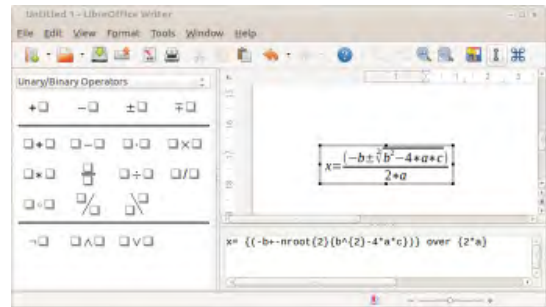 Untitled 1 - LibreOffice Writer
File Edit View Format Tools Window Help
Unary/Binary Operators
+□ −□ ±□ ∓□
□+□ □−□ □·□ □×□
□∗□ □/□ □÷□ □/□
□∘□ □/□ □\□
¬□ □∧□ □∨□
x=(−b±²√b²−4∗a∗c)/2∗a
x= {(-b+-nroot{2}{b^{2}-4*a*c})} over {2*a}